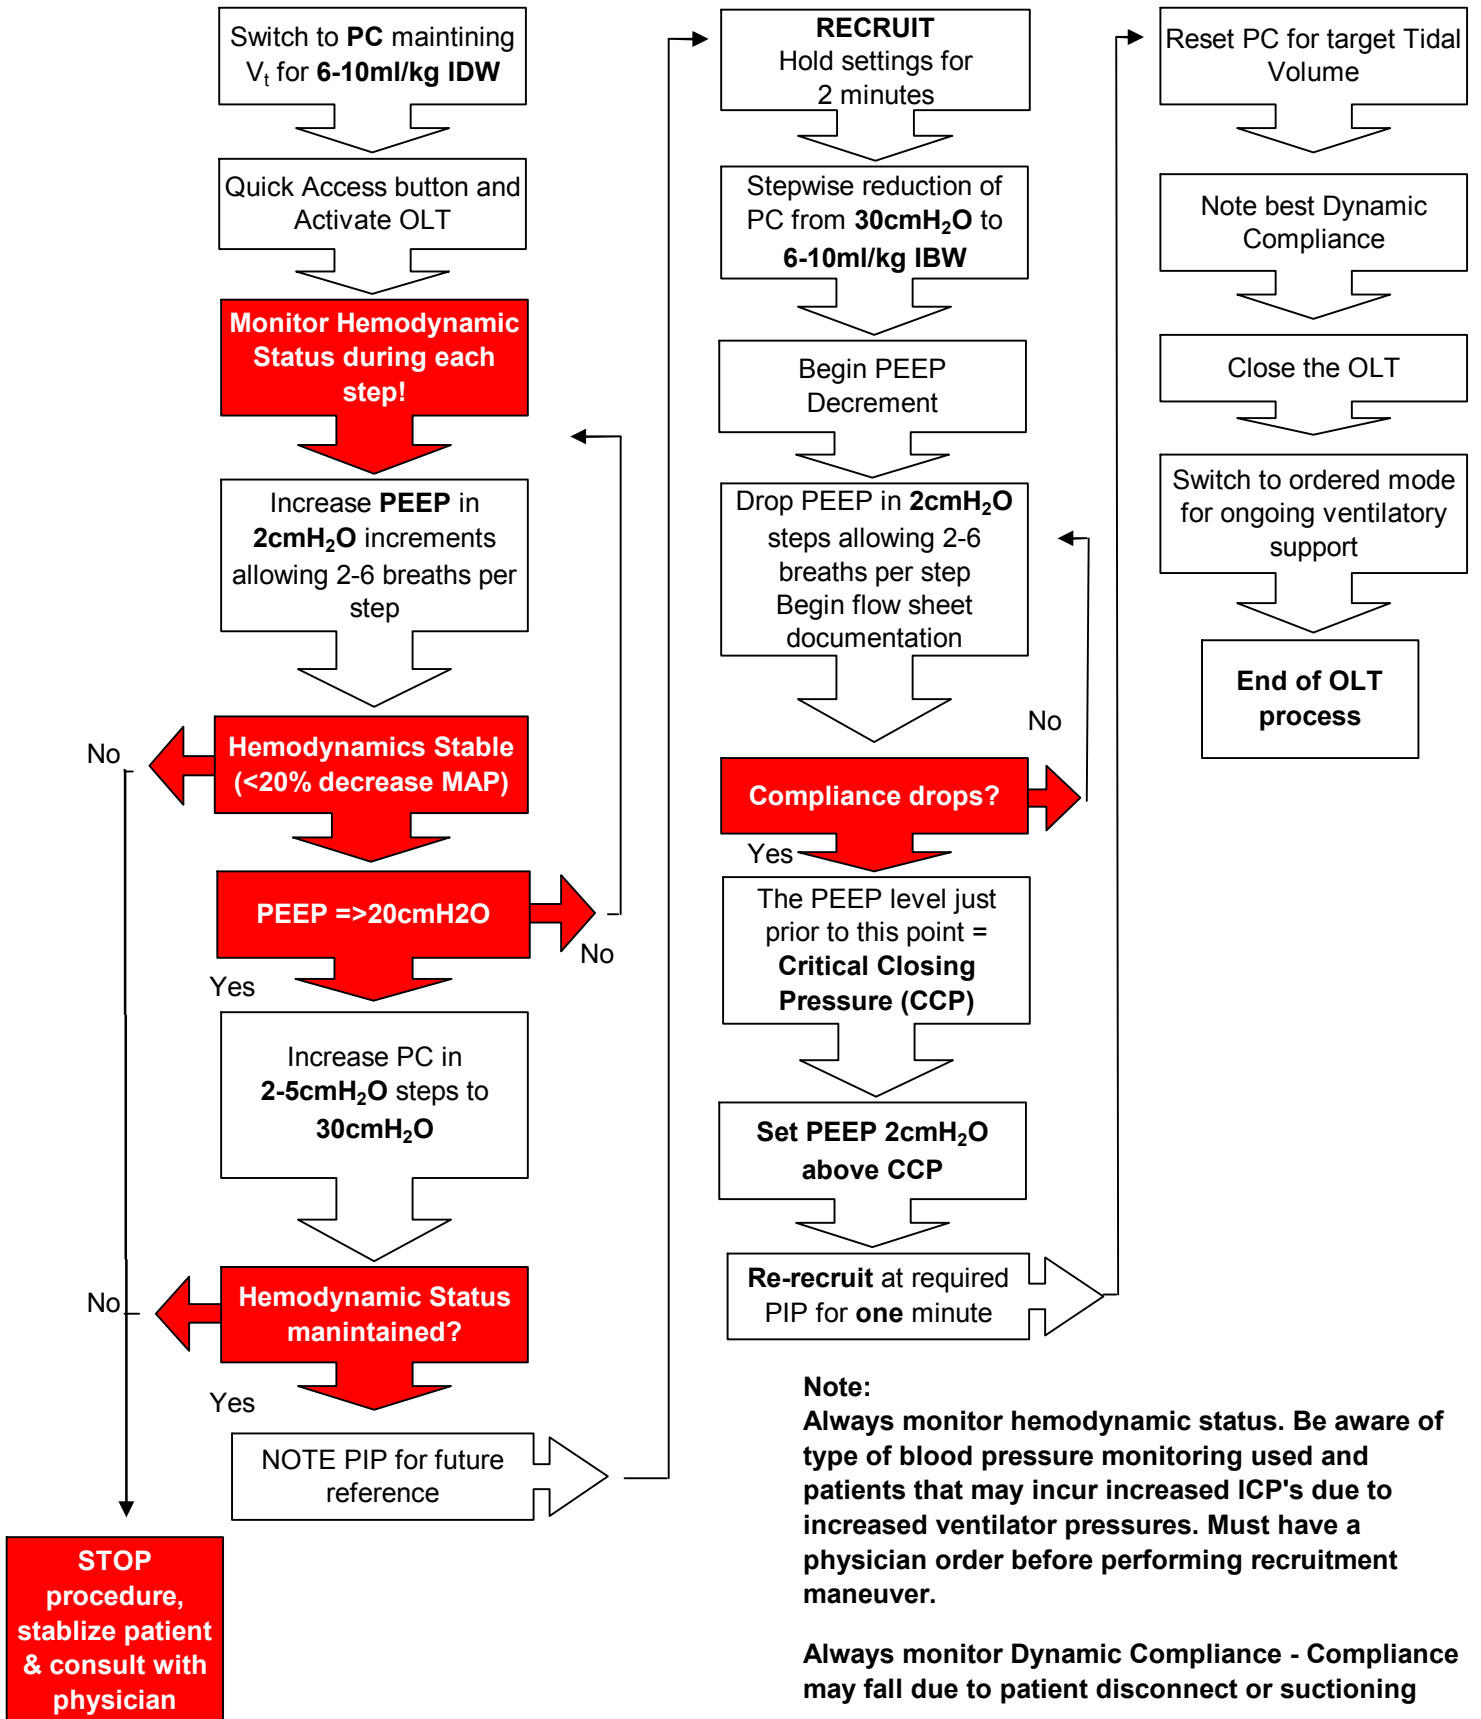 Switch to PC maintining
Vt for 6-10ml/kg IDW
Quick Access button and
Activate OLT
Monitor Hemodynamic
Status during each
step!
Increase PEEP in
2cmH2O increments
allowing 2-6 breaths per
step
No
Hemodynamics Stable
(<20% decrease MAP)
PEEP =>20cmH2O
No
Yes
Increase PC in
2-5cmH2O steps to
30cmH2O
No
Hemodynamic Status
manintained?
Yes
NOTE PIP for future
reference
STOP
procedure,
stablize patient
& consult with
physician
RECRUIT
Hold settings for
2 minutes
Stepwise reduction of
PC from 30cmH2O to
6-10ml/kg IBW
Begin PEEP
Decrement
Drop PEEP in 2cmH2O
steps allowing 2-6
breaths per step
Begin flow sheet
documentation
No
Compliance drops?
Yes
The PEEP level just
prior to this point =
Critical Closing
Pressure (CCP)
Set PEEP 2cmH2O
above CCP
Re-recruit at required
PIP for one minute
Reset PC for target Tidal
Volume
Note best Dynamic
Compliance
Close the OLT
Switch to ordered mode
for ongoing ventilatory
support
End of OLT
process
Note:
Always monitor hemodynamic status. Be aware of
type of blood pressure monitoring used and
patients that may incur increased ICP's due to
increased ventilator pressures. Must have a
physician order before performing recruitment
maneuver.
Always monitor Dynamic Compliance - Compliance
may fall due to patient disconnect or suctioning